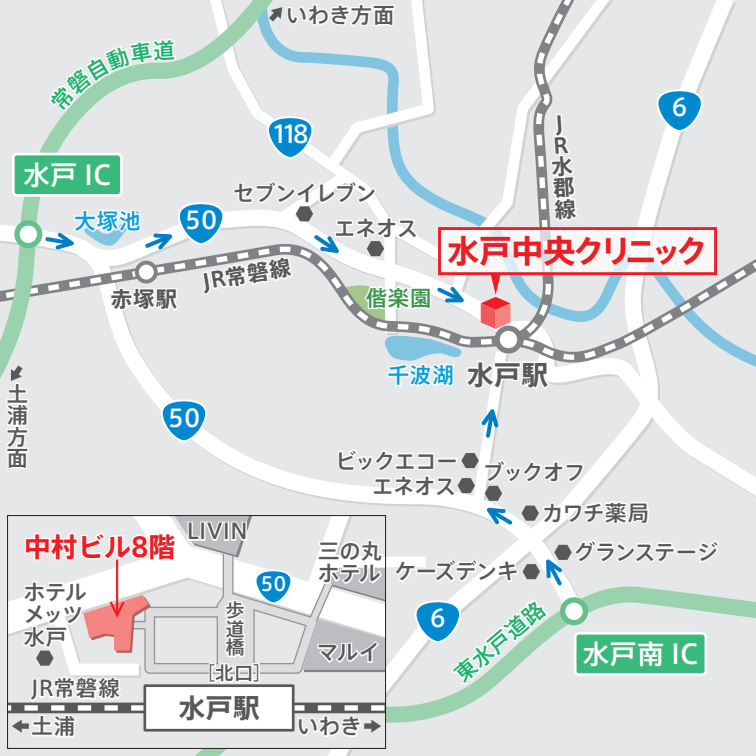 いわき方面
常磐自動車道
6
118
JR水郡線
水戸 IC
セブンイレブン
大塚池
50
エネオス
水戸中央クリニック
JR常磐線
赤塚駅
偕楽園
千波湖
水戸駅
土浦方面
50
ビックエコー
ブックオフ
エネオス
カワチ薬局
グランステージ
ケーズデンキ
6
東水戸道路
水戸南 IC
LIVIN
中村ビル8階
三の丸
ホテル
50
ホテル
メッツ
水戸
歩道橋
マルイ
[北口]
JR常磐線
水戸駅
土浦
いわき